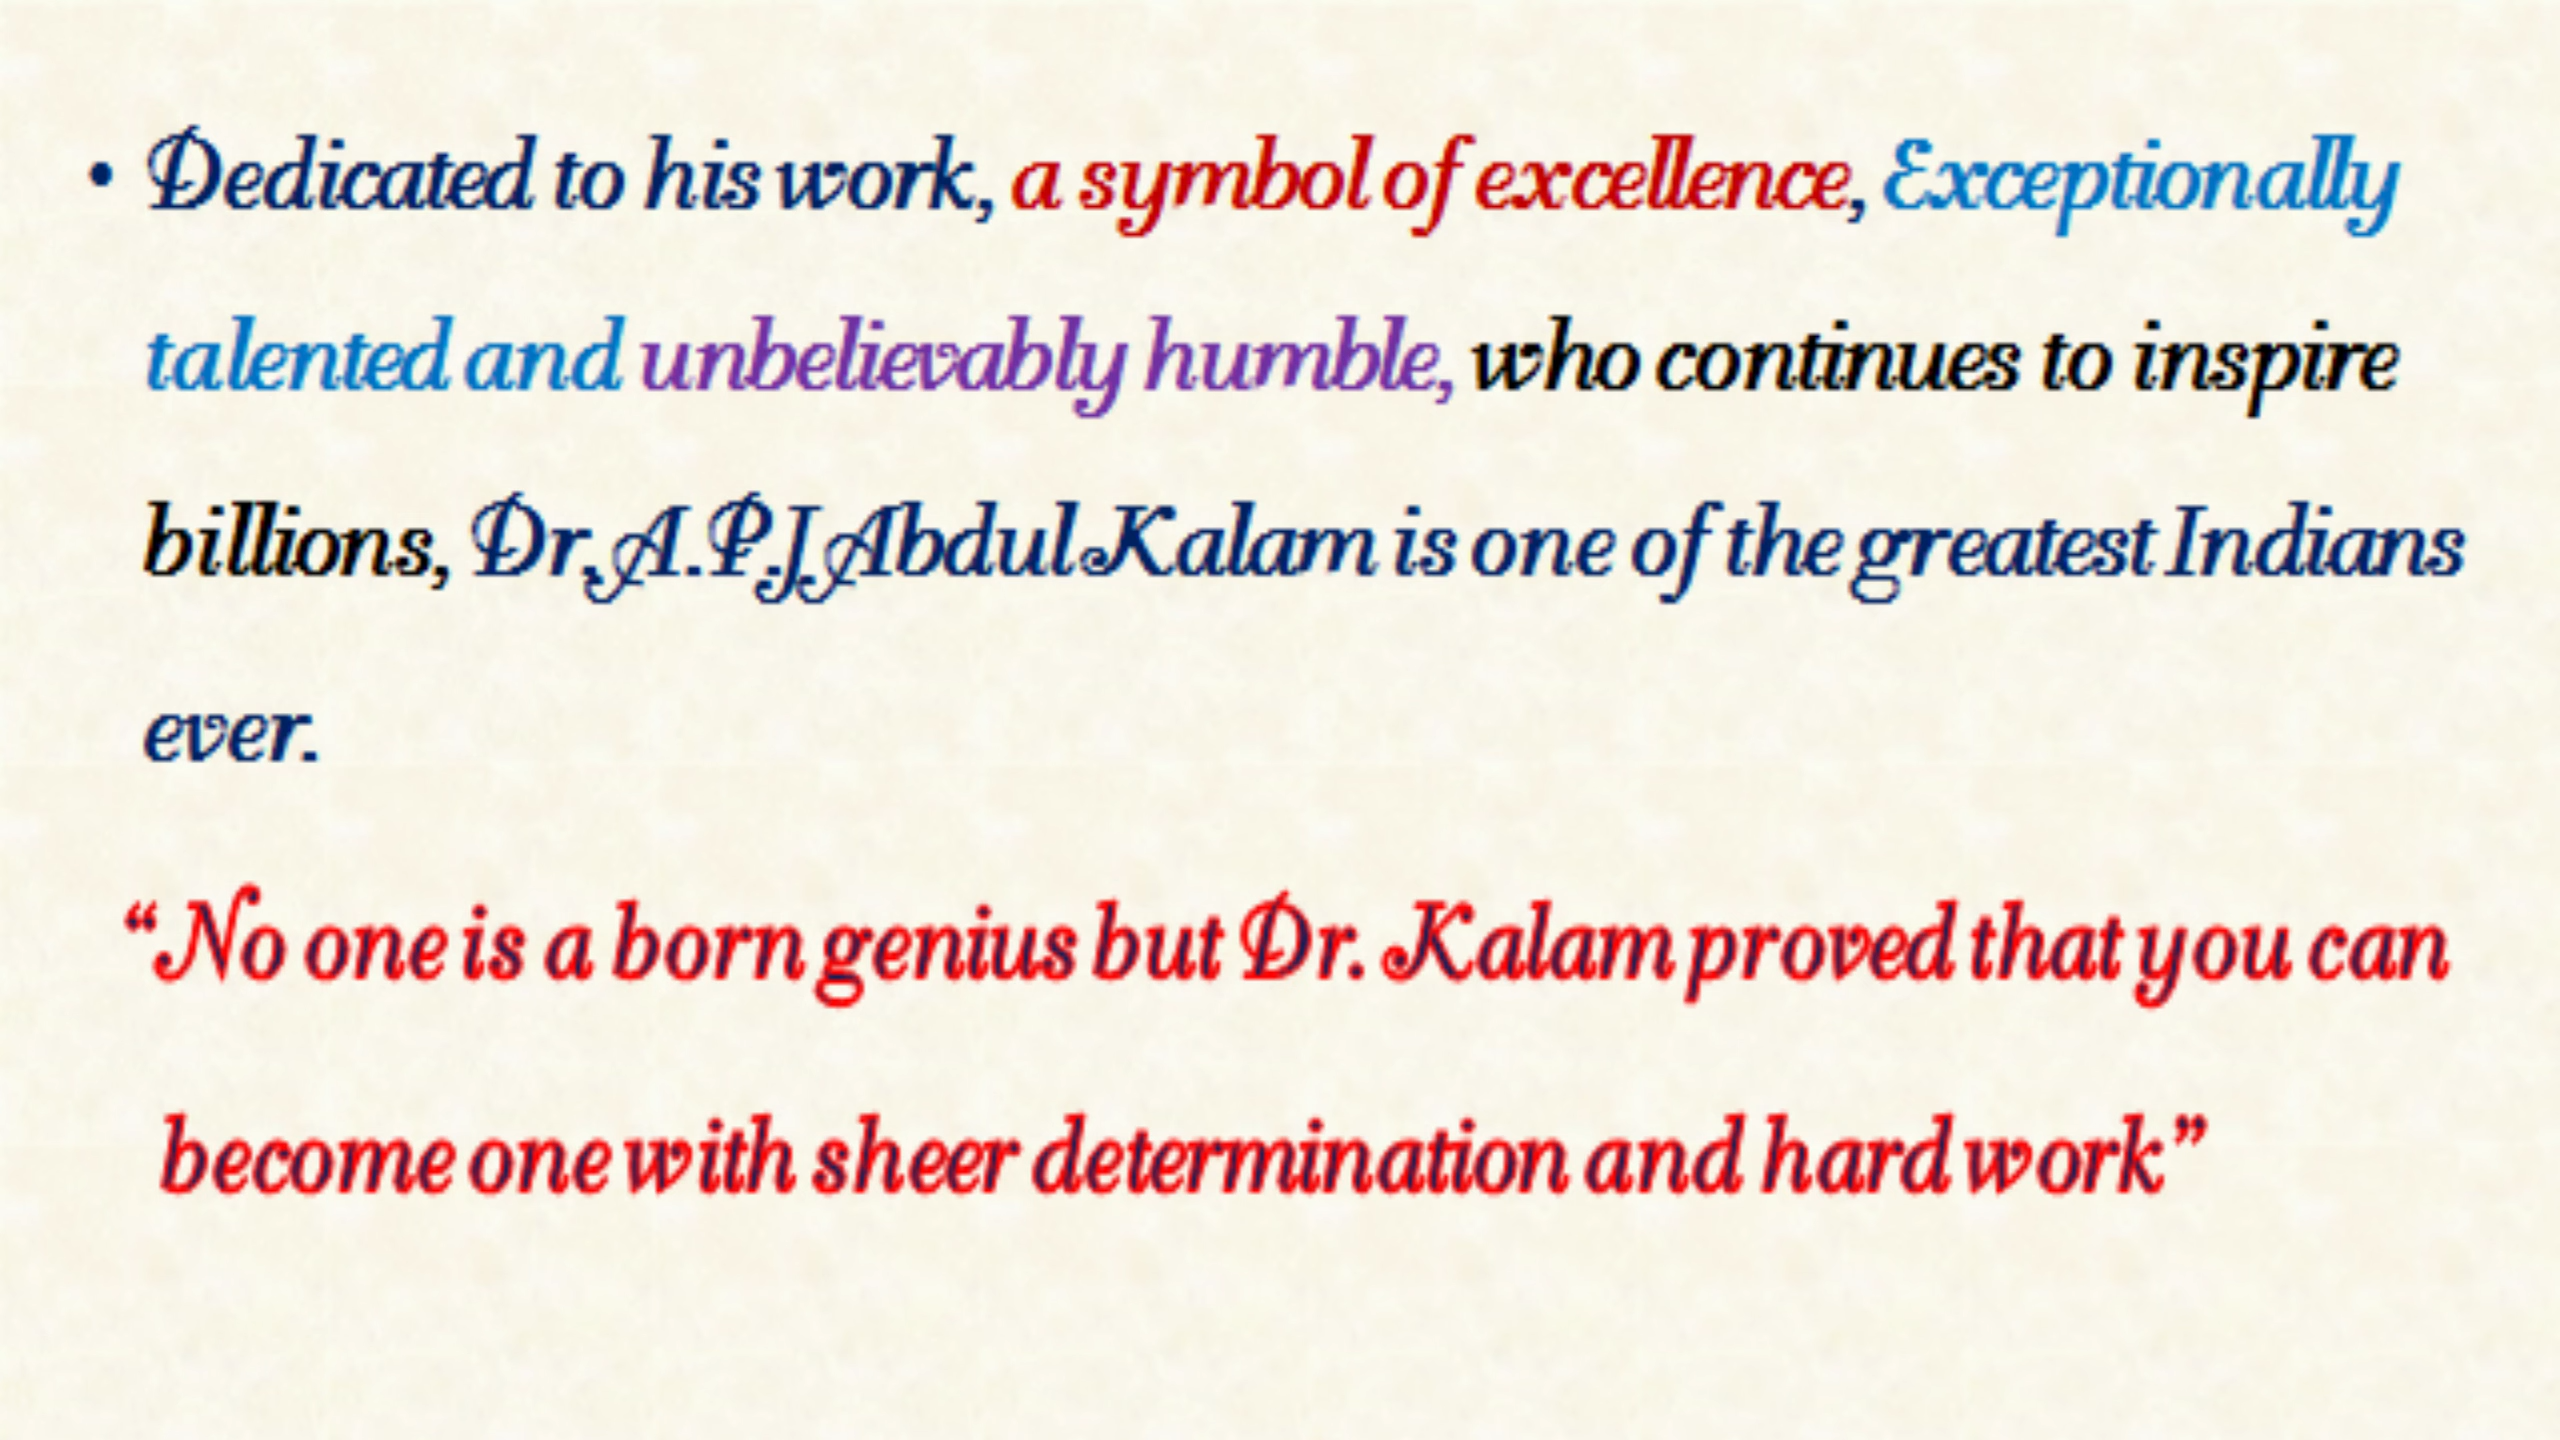 • Dedicated to his work, a symbol of excellence, Exceptionally
talented and unbelievably humble, who continues to inspire
billions, Dr.A.P.J Abdul Kalam is one of the greatest Indians
ever.
“No one is a born genius but Dr. Kalam proved that you can
become one with sheer determination and hard work”